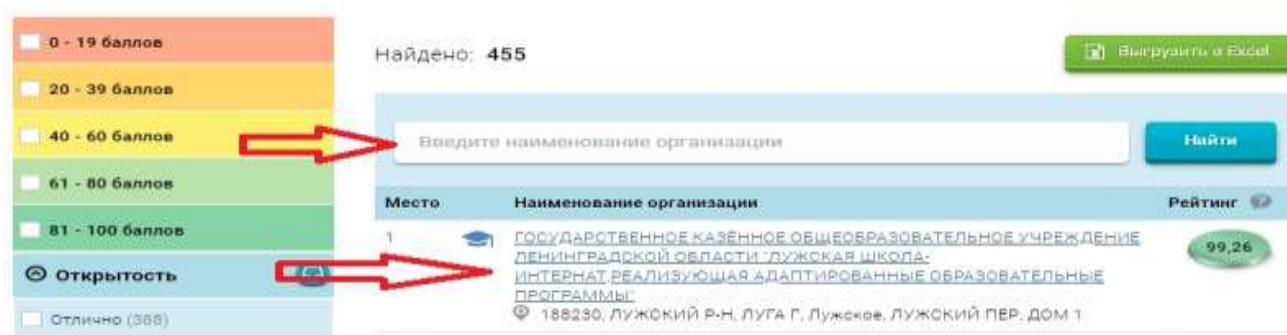 0 - 19 баллов
20 - 39 баллов
40 - 60 баллов
61 - 80 баллов
81 - 100 баллов
Открытость
Отлично (388)
Найдено: 455
Выгрузить в Excel
Введите наименование организации
Найти
Место Наименование организации Рейтинг
1 ГОСУДАРСТВЕННОЕ КАЗЁННОЕ ОБЩЕОБРАЗОВАТЕЛЬНОЕ УЧРЕЖДЕНИЕ
ЛЕНИНГРАДСКОЙ ОБЛАСТИ "ЛУЖСКАЯ ШКОЛА-
ИНТЕРНАТ,РЕАЛИЗУЮЩАЯ АДАПТИРОВАННЫЕ ОБРАЗОВАТЕЛЬНЫЕ
ПРОГРАММЫ"
99,26
188230, ЛУЖСКИЙ Р-Н, ЛУГА Г, Лужское, ЛУЖСКИЙ ПЕР, ДОМ 1